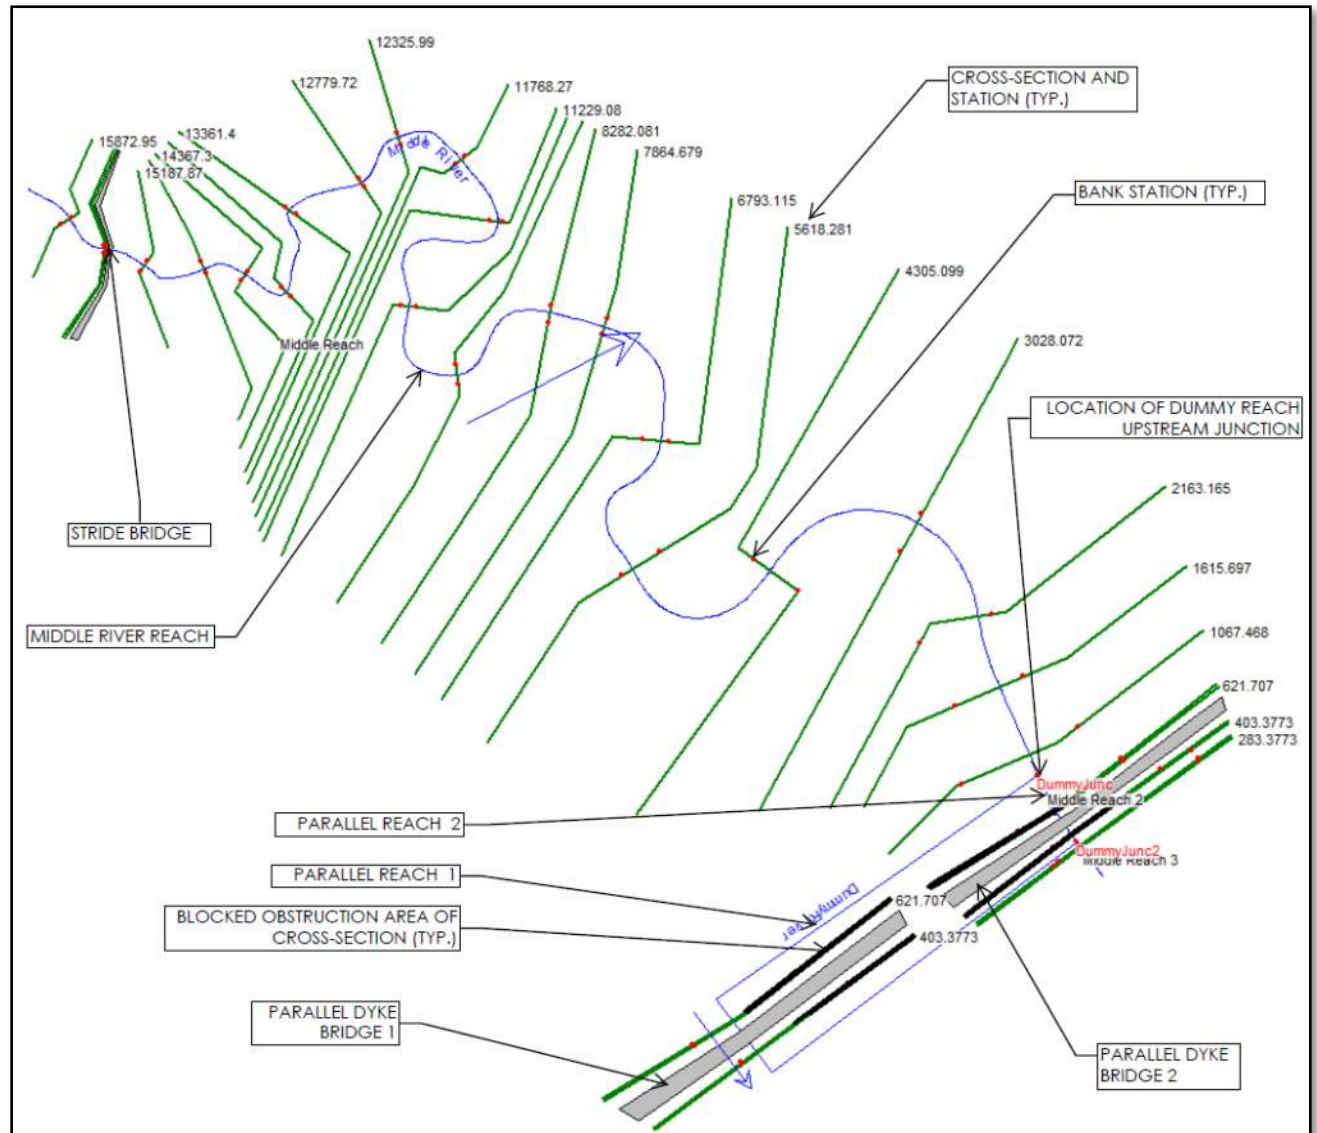 12325.99
12779.72
11768.27
CROSS-SECTION AND
STATION (TYP.)
11229.08
8282.081
13361.4
15872.95
14367.3
15187.87
7864.679
Middle River
BANK STATION (TYP.)
6793.115
5618.281
4305.099
3028.072
Middle Reach
LOCATION OF DUMMY REACH
UPSTREAM JUNCTION
2163.165
STRIDE BRIDGE
1615.697
MIDDLE RIVER REACH
1067.468
621.707
403.3773
283.3773
DummyJunc
Middle Reach 2
PARALLEL REACH 2
DummyJunc2
Middle Reach 3
PARALLEL REACH 1
DummyRiver
621.707
BLOCKED OBSTRUCTION AREA OF
CROSS-SECTION (TYP.)
403.3773
PARALLEL DYKE
BRIDGE 1
PARALLEL DYKE
BRIDGE 2